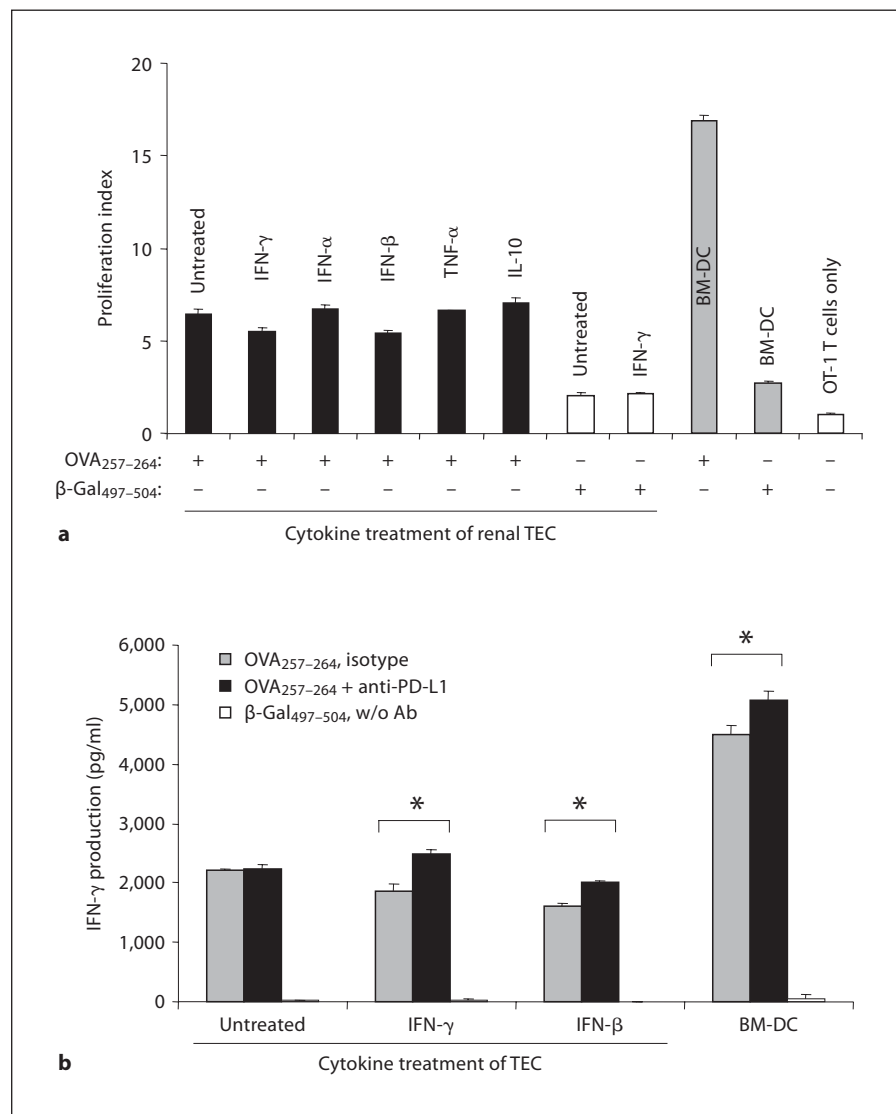 20
15
10
5
0
Proliferation index
Untreated
IFN-γ
IFN-α
IFN-β
TNF-α
IL-10
Untreated
IFN-γ
BM-DC
BM-DC
OT-1 T cells only
OVA257–264: + + + + + + – – + – –
β-Gal497–504: – – – – – – + + – + –
a Cytokine treatment of renal TEC
6,000
5,000
4,000
3,000
2,000
1,000
0
IFN-γ production (pg/ml)
OVA257–264, isotype
OVA257–264 + anti-PD-L1
β-Gal497–504, w/o Ab
* * *
Untreated IFN-γ IFN-β BM-DC
b Cytokine treatment of TEC